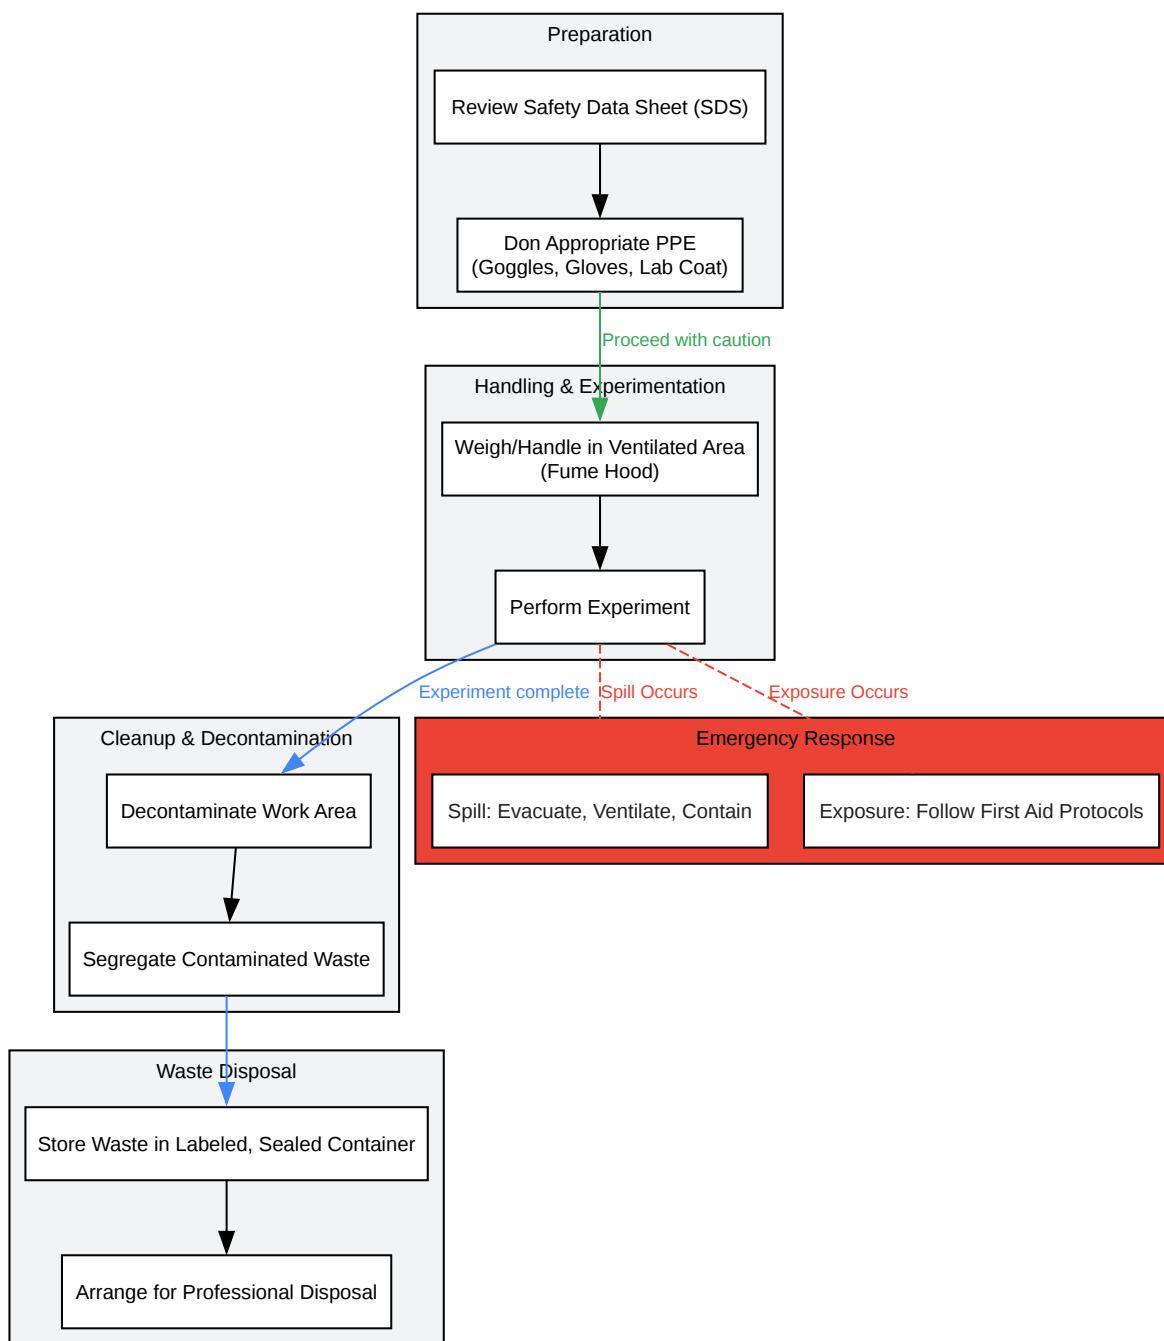 Preparation
Review Safety Data Sheet (SDS)
Don Appropriate PPE
(Goggles, Gloves, Lab Coat)
Proceed with caution
Handling & Experimentation
Weigh/Handle in Ventilated Area
(Fume Hood)
Perform Experiment
Experiment complete
Spill Occurs
Exposure Occurs
Cleanup & Decontamination
Decontaminate Work Area
Segregate Contaminated Waste
Emergency Response
Spill: Evacuate, Ventilate, Contain
Exposure: Follow First Aid Protocols
Waste Disposal
Store Waste in Labeled, Sealed Container
Arrange for Professional Disposal